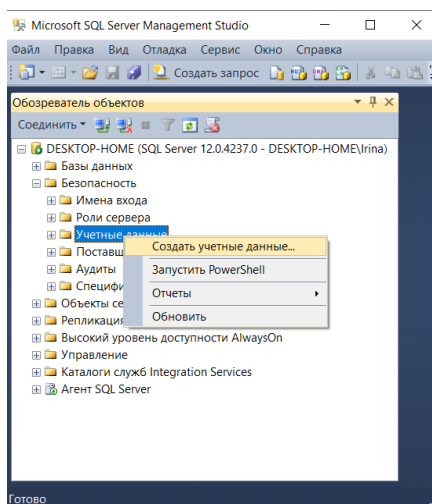 Microsoft SQL Server Management Studio
Файл Правка Вид Отладка Сервис Окно Справка
Создать запрос
Обозреватель объектов
Соединить
DESKTOP-HOME (SQL Server 12.0.4237.0 - DESKTOP-HOME\Irina)
Базы данных
Безопасность
Имена входа
Роли сервера
Учетные данные
Создать учетные данные...
Поставщ
Запустить PowerShell
Аудиты
Отчеты
Специфи
Обновить
Объекты се
Репликация
Высокий уровень доступности AlwaysOn
Управление
Каталоги служб Integration Services
Агент SQL Server
Готово